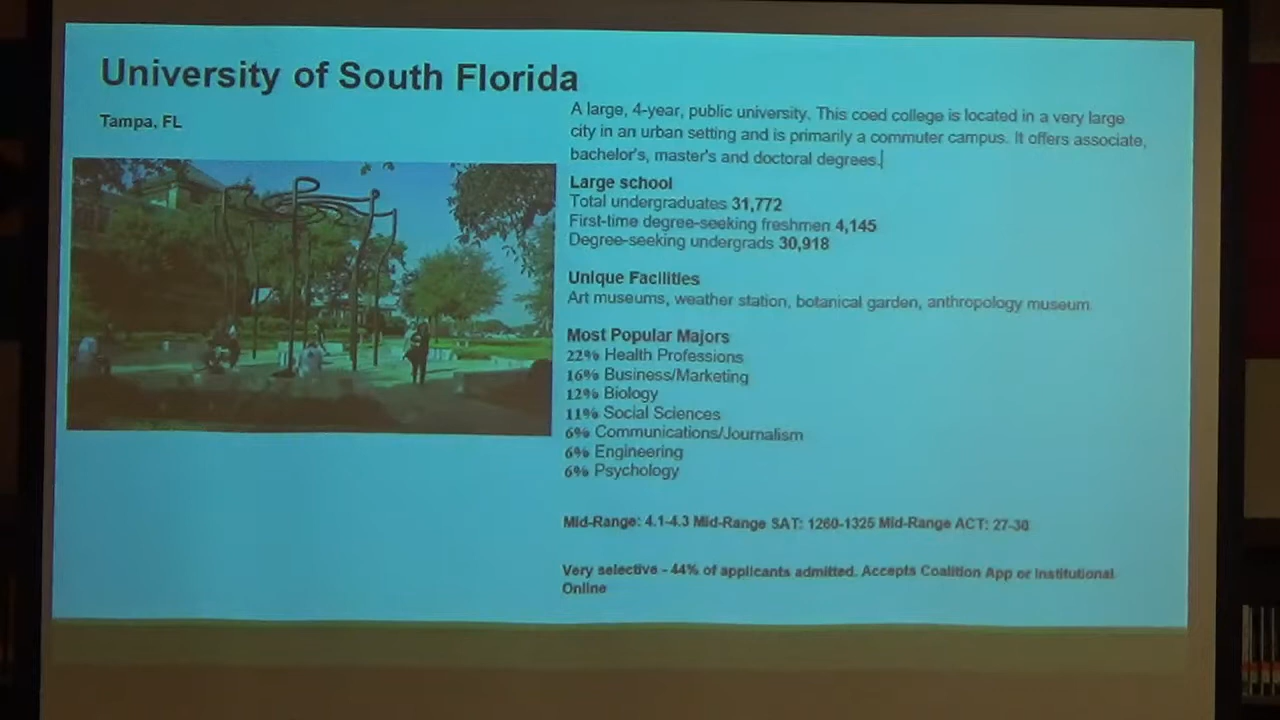 University of South Florida
Tampa, FL
A large, 4-year, public university. This coed college is located in a very large
city in an urban setting and is primarily a commuter campus. It offers associate,
bachelor's, master's and doctoral degrees.
Large school
Total undergraduates 31,772
First-time degree-seeking freshmen 4,145
Degree-seeking undergrads 30,918
Unique Facilities
Art museums, weather station, botanical garden, anthropology museum
Most Popular Majors
22% Health Professions
16% Business/Marketing
12% Biology
11% Social Sciences
6% Communications/Journalism
6% Engineering
6% Psychology
Mid-Range: 4.1-4.3 Mid-Range SAT: 1260-1325 Mid-Range ACT: 27-30
Very selective - 44% of applicants admitted. Accepts Coalition App or Institutional
Online